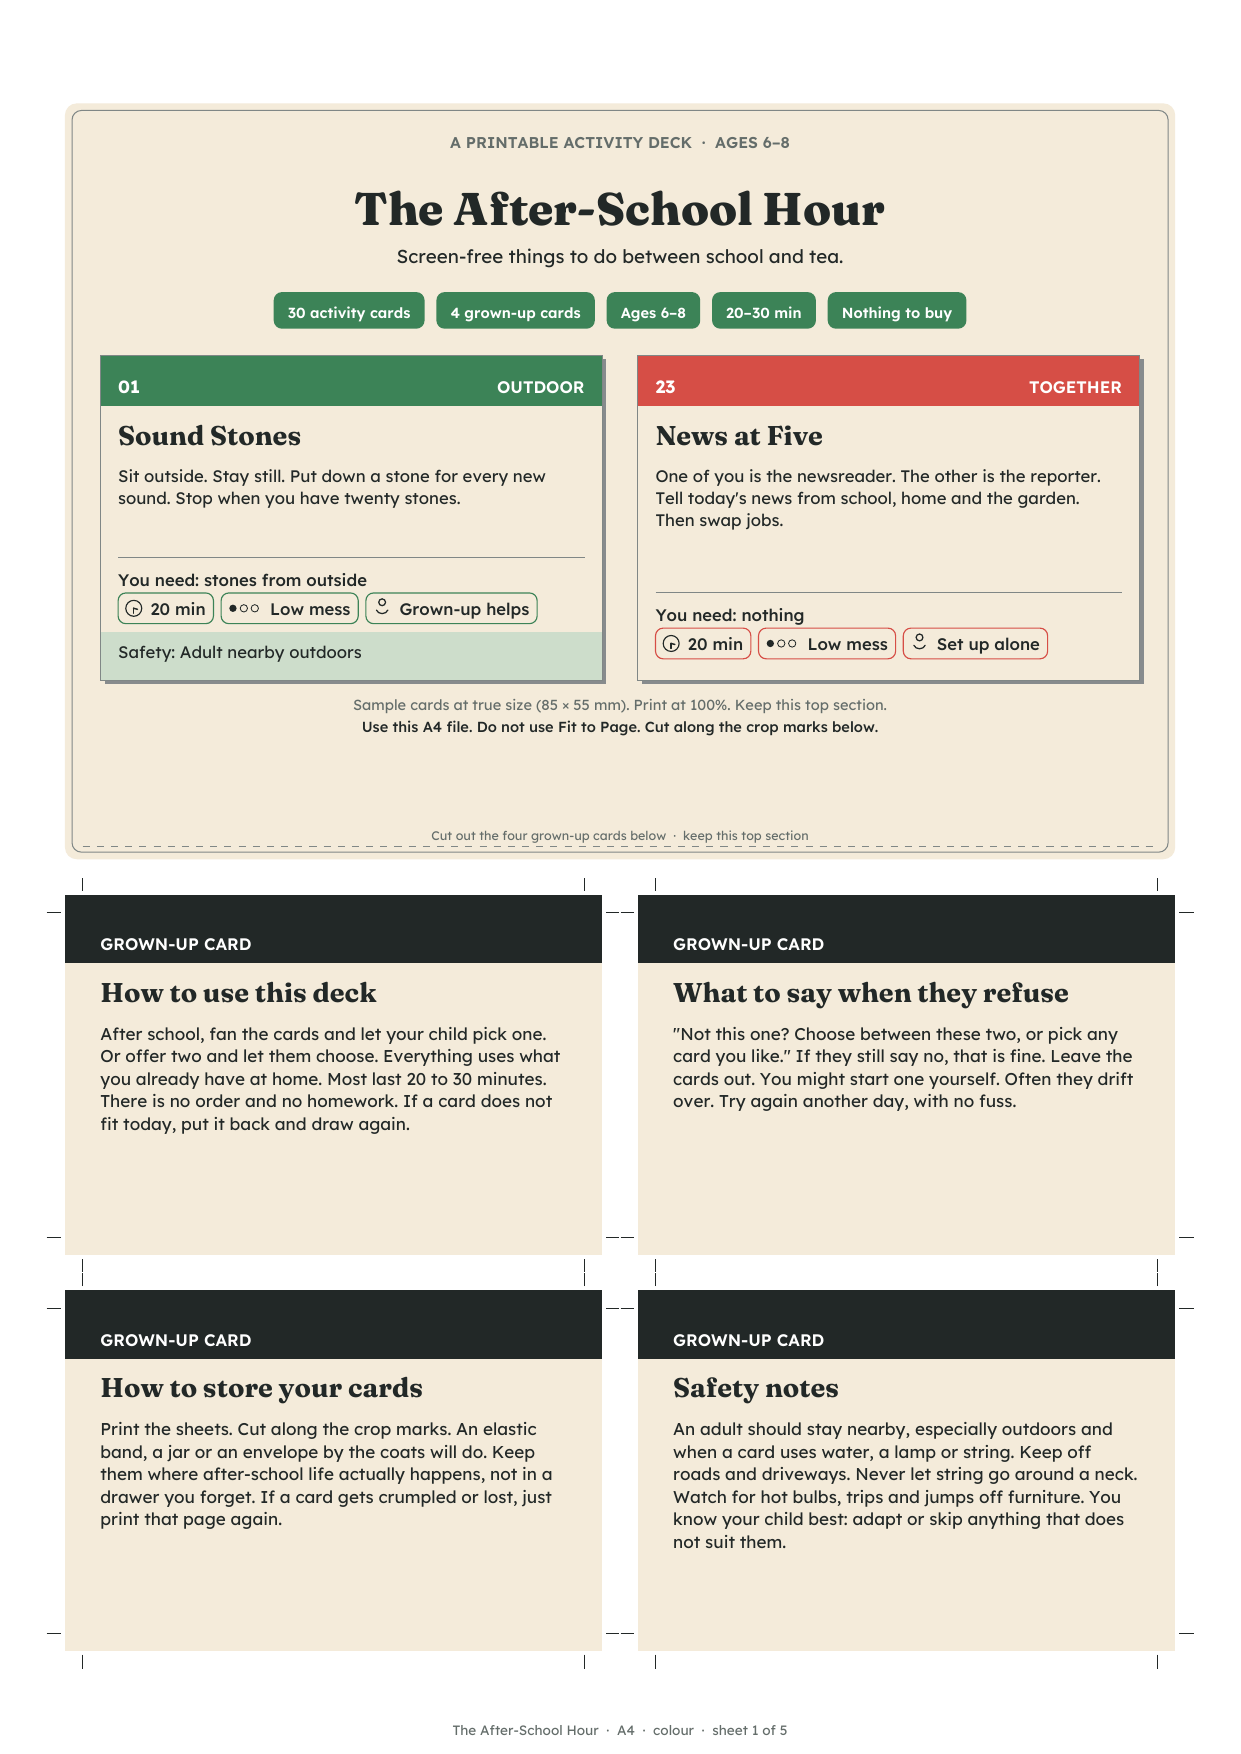 A PRINTABLE ACTIVITY DECK · AGES 6–8
The After-School Hour
Screen-free things to do between school and tea.
30 activity cards
4 grown-up cards
Ages 6–8
20–30 min
Nothing to buy
01 OUTDOOR
Sound Stones
Sit outside. Stay still. Put down a stone for every new
sound. Stop when you have twenty stones.
You need: stones from outside
20 min Low mess Grown-up helps
Safety: Adult nearby outdoors
23 TOGETHER
News at Five
One of you is the newsreader. The other is the reporter.
Tell today's news from school, home and the garden.
Then swap jobs.
You need: nothing
20 min Low mess Set up alone
Sample cards at true size (85 × 55 mm). Print at 100%. Keep this top section.
Use this A4 file. Do not use Fit to Page. Cut along the crop marks below.
Cut out the four grown-up cards below · keep this top section
GROWN-UP CARD
How to use this deck
After school, fan the cards and let your child pick one.
Or offer two and let them choose. Everything uses what
you already have at home. Most last 20 to 30 minutes.
There is no order and no homework. If a card does not
fit today, put it back and draw again.
GROWN-UP CARD
What to say when they refuse
"Not this one? Choose between these two, or pick any
card you like." If they still say no, that is fine. Leave the
cards out. You might start one yourself. Often they drift
over. Try again another day, with no fuss.
GROWN-UP CARD
How to store your cards
Print the sheets. Cut along the crop marks. An elastic
band, a jar or an envelope by the coats will do. Keep
them where after-school life actually happens, not in a
drawer you forget. If a card gets crumpled or lost, just
print that page again.
GROWN-UP CARD
Safety notes
An adult should stay nearby, especially outdoors and
when a card uses water, a lamp or string. Keep off
roads and driveways. Never let string go around a neck.
Watch for hot bulbs, trips and jumps off furniture. You
know your child best: adapt or skip anything that does
not suit them.
The After-School Hour · A4 · colour · sheet 1 of 5